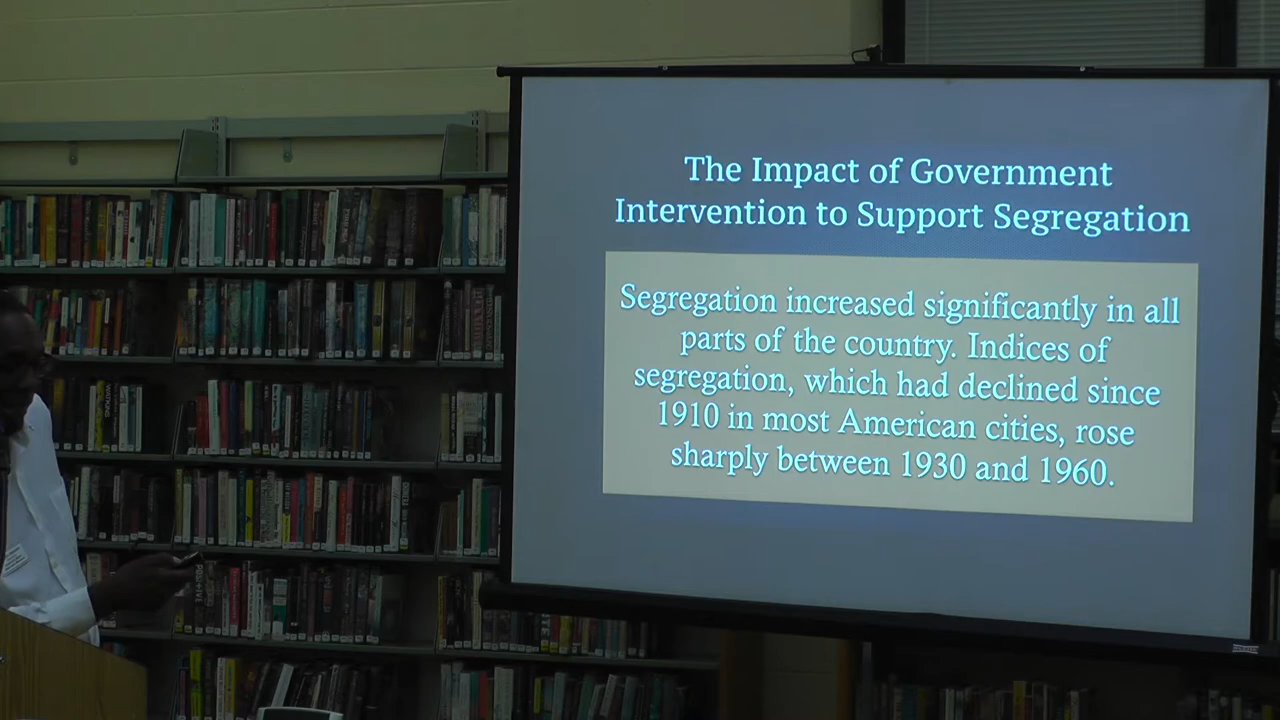 The Impact of Government
Intervention to Support Segregation
Segregation increased significantly in all
parts of the country. Indices of
segregation, which had declined since
1910 in most American cities, rose
sharply between 1930 and 1960.